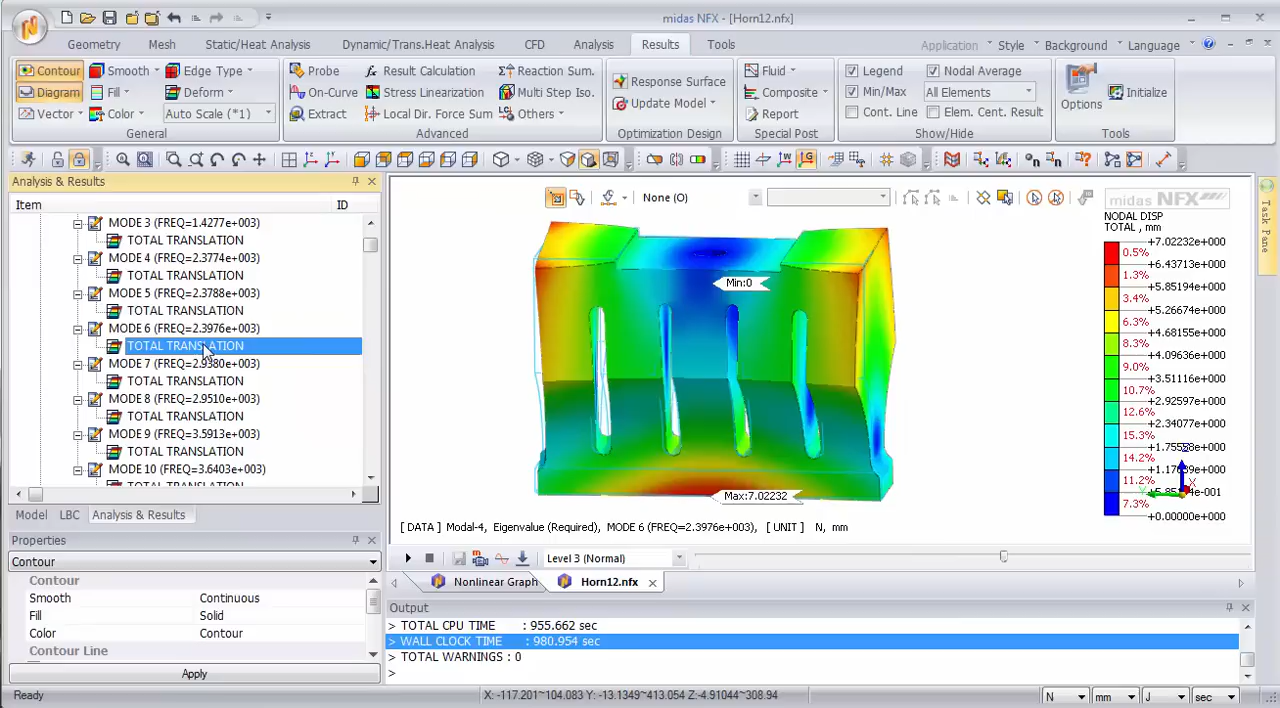 midas NFX - [Horn12.nfx]
Geometry Mesh Static/Heat Analysis Dynamic/Trans.Heat Analysis CFD Analysis Results Tools Application Style Background Language
Contour Smooth Edge Type Probe Result Calculation Reaction Sum. Response Surface Fluid Legend Nodal Average
Diagram Fill Deform On-Curve Stress Linearization Multi Step Iso. Update Model Composite Min/Max All Elements Options Initialize
Vector Color Auto Scale (*1) Extract Local Dir. Force Sum Others Report Cont. Line Elem. Cont. Result
General Advanced Optimization Design Special Post Show/Hide Tools
Analysis & Results
Item ID
MODE 3 (FREQ=1.4277e+003)
TOTAL TRANSLATION
MODE 4 (FREQ=2.3774e+003)
TOTAL TRANSLATION
MODE 5 (FREQ=2.3788e+003)
TOTAL TRANSLATION
MODE 6 (FREQ=2.3976e+003)
TOTAL TRANSLATION
MODE 7 (FREQ=2.9380e+003)
TOTAL TRANSLATION
MODE 8 (FREQ=2.9510e+003)
TOTAL TRANSLATION
MODE 9 (FREQ=3.5913e+003)
TOTAL TRANSLATION
MODE 10 (FREQ=3.6403e+003)
TOTAL TRANSLATION
Model LBC Analysis & Results
Properties
Contour
Contour
Smooth Continuous
Fill Solid
Color Contour
Contour Line
Apply
None (O)
midas NFX
NODAL DISP
TOTAL , mm
+7.02232e+000
0.5%
+6.43713e+000
1.3%
+5.85194e+000
3.4%
+5.26674e+000
6.3%
+4.68155e+000
8.3%
+4.09636e+000
9.0%
+3.51116e+000
10.7%
+2.92597e+000
12.6%
+2.34077e+000
15.3%
14.2%
11.2%
7.3%
+0.00000e+000
Min:0
Max:7.02232
Z
X
Y
[ DATA ] Modal-4, Eigenvalue (Required), MODE 6 (FREQ=2.3976e+003), [ UNIT ] N, mm
Level 3 (Normal)
Nonlinear Graph Horn12.nfx
Output
> TOTAL CPU TIME : 955.662 sec
> WALL CLOCK TIME : 980.954 sec
> TOTAL WARNINGS : 0
>
Task Pane
Ready X: -117.201~104.083 Y: -13.1349~413.054 Z:-4.91044~308.94 N mm J sec